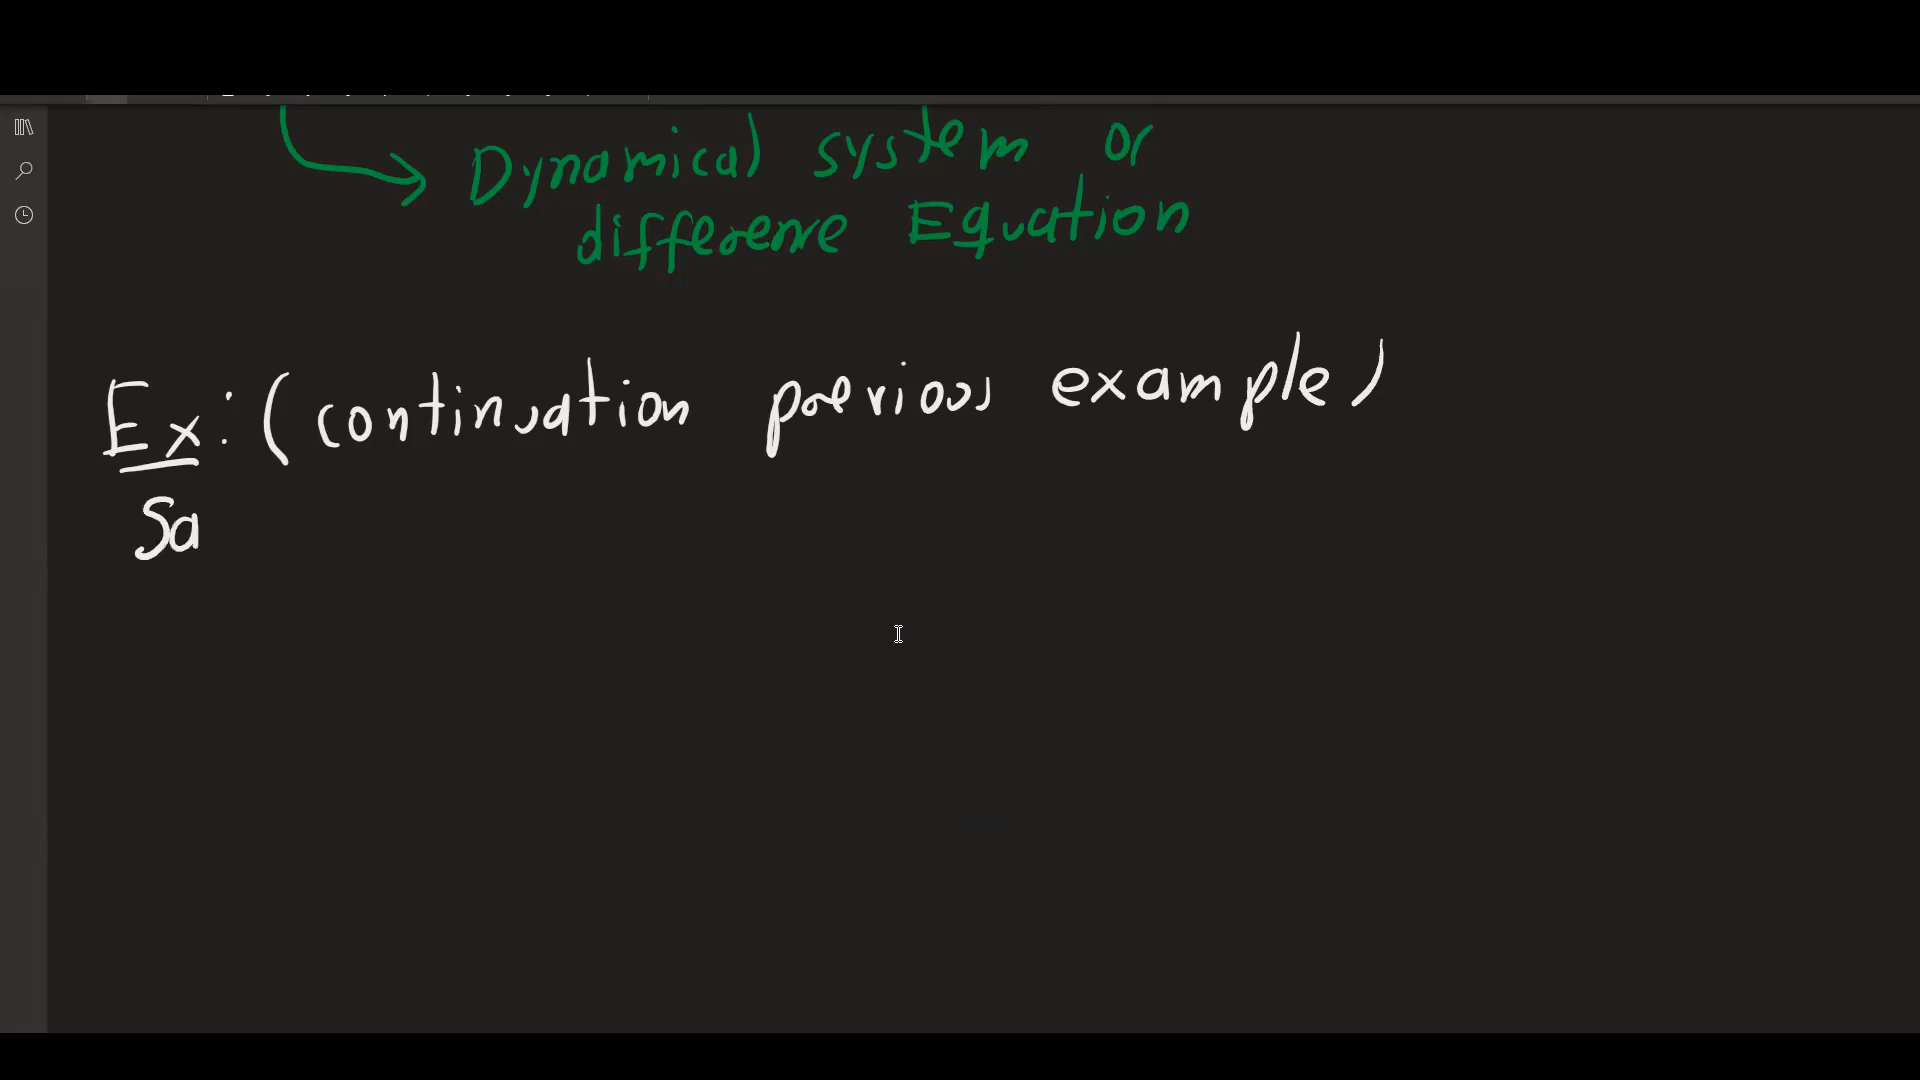 Dynamical system or
difference Equation
Ex: (continuation previous example)
Sa